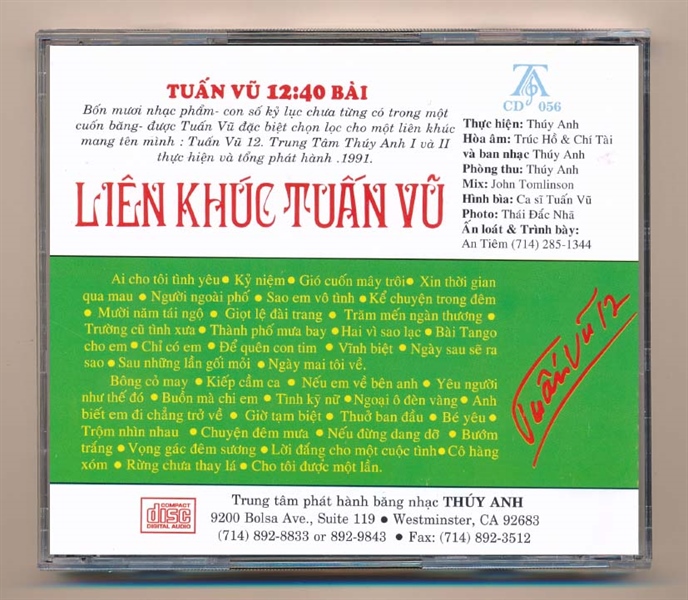 TUẤN VŨ 12:40 BÀI
Bốn mươi nhạc phẩm- con số kỷ lục chưa từng có trong một
cuốn băng- được Tuấn Vũ đặc biệt chọn lọc cho một liên khúc
mang tên mình : Tuấn Vũ 12. Trung Tâm Thúy Anh I và II
thực hiện và tổng phát hành .1991.
LIÊN KHÚC TUẤN VŨ
TA
CD 056
Thực hiện: Thúy Anh
Hòa âm: Trúc Hồ & Chí Tài
và ban nhạc Thúy Anh
Phòng thu: Thúy Anh
Mix: John Tomlinson
Hình bìa: Ca sĩ Tuấn Vũ
Photo: Thái Đắc Nhã
Ấn loát & Trình bày:
An Tiêm (714) 285-1344
Ai cho tôi tình yêu ● Kỷ niệm ● Gió cuốn mây trôi ● Xin thời gian
qua mau ● Người ngoài phố ● Sao em vô tình ● Kể chuyện trong đêm
● Mười năm tái ngộ ● Giọt lệ đài trang ● Trăm mến ngàn thương ●
Trường cũ tình xưa ● Thành phố mưa bay ● Hai vì sao lạc ● Bài Tango
cho em ● Chỉ có em ● Để quên con tim ● Vĩnh biệt ● Ngày sau sẽ ra
sao ● Sau những lần gối mỏi ● Ngày mai tôi về.
Bông cỏ may ● Kiếp cầm ca ● Nếu em về bên anh ● Yêu người
như thế đó ● Buồn mà chi em ● Tình kỹ nữ ● Ngoại ô đèn vàng ● Anh
biết em đi chẳng trở về ● Giờ tạm biệt ● Thuở ban đầu ● Bé yêu ●
Trộm nhìn nhau ● Chuyện đêm mưa ● Nếu đừng dang dở ● Bướm
trắng ● Vọng gác đêm sương ● Lời đắng cho một cuộc tình ● Cô hàng
xóm ● Rừng chưa thay lá ● Cho tôi được một lần.
Tuấn Vũ 12
COMPACT
disc
DIGITAL AUDIO
Trung tâm phát hành băng nhạc THÚY ANH
9200 Bolsa Ave., Suite 119 ● Westminster, CA 92683
(714) 892-8833 or 892-9843 ● Fax: (714) 892-3512